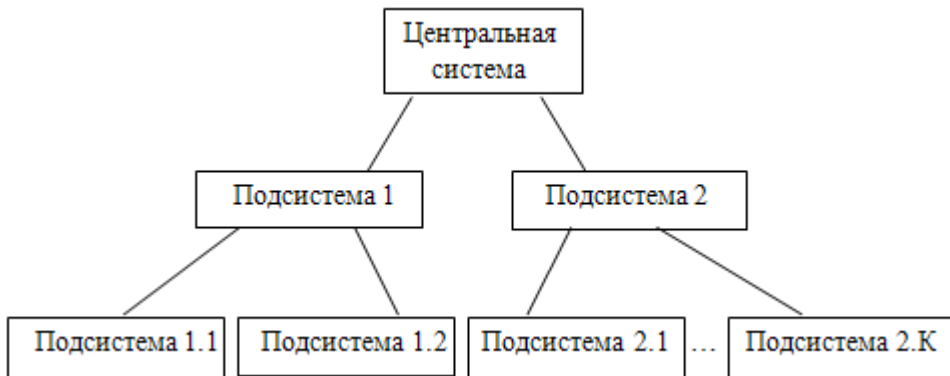 Центральная
система
Подсистема 1
Подсистема 2
Подсистема 1.1
Подсистема 1.2
Подсистема 2.1
...
Подсистема 2.К